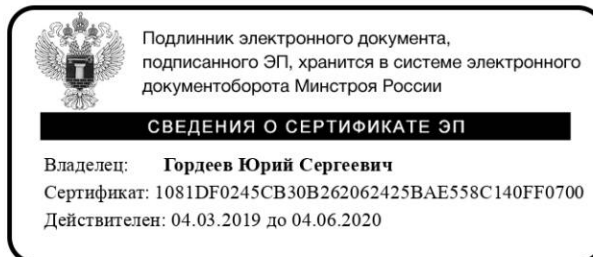 Подлинник электронного документа,
подписанного ЭП, хранится в системе электронного
документоборота Минстроя России
СВЕДЕНИЯ О СЕРТИФИКАТЕ ЭП
Владелец: Гордеев Юрий Сергеевич
Сертификат: 1081DF0245CB30B262062425BAE558C140FF0700
Действителен: 04.03.2019 до 04.06.2020